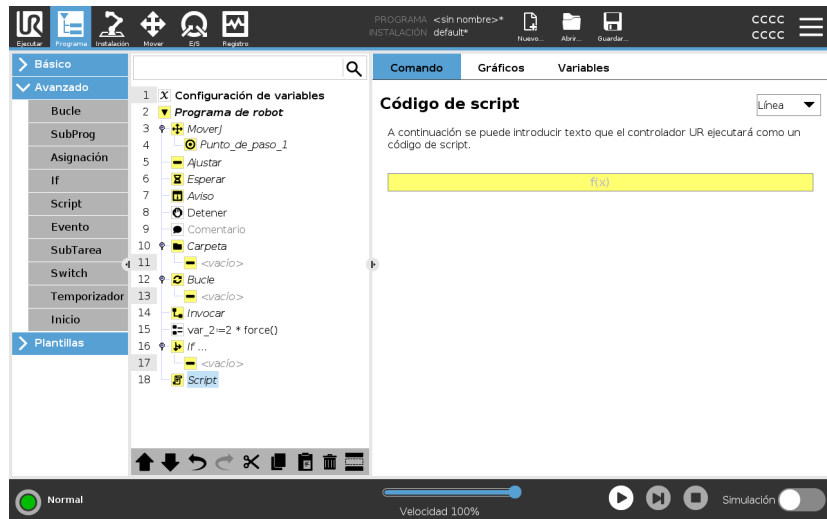 PROGRAMA <sin nombre>*
INSTALACIÓN default*
cccc
cccc
Ejecutar Programa Instalación Mover E/S Registro Nuevo... Abrir... Guardar...
Básico
Avanzado
Bucle
SubProg
Asignación
If
Script
Evento
SubTarea
Switch
Temporizador
Inicio
Plantillas
1 X Configuración de variables
2 Programa de robot
3 MoverJ
4 Punto_de_paso_1
5 Ajustar
6 Esperar
7 Aviso
8 Detener
9 Comentario
10 Carpeta
11 <vacío>
12 Bucle
13 <vacío>
14 Invocar
15 var_2≔2 * force()
16 If ...
17 <vacío>
18 Script
Comando Gráficos Variables
Código de script
Línea
A continuación se puede introducir texto que el controlador UR ejecutará como un
código de script.
f(x)
Normal
Velocidad 100%
Simulación